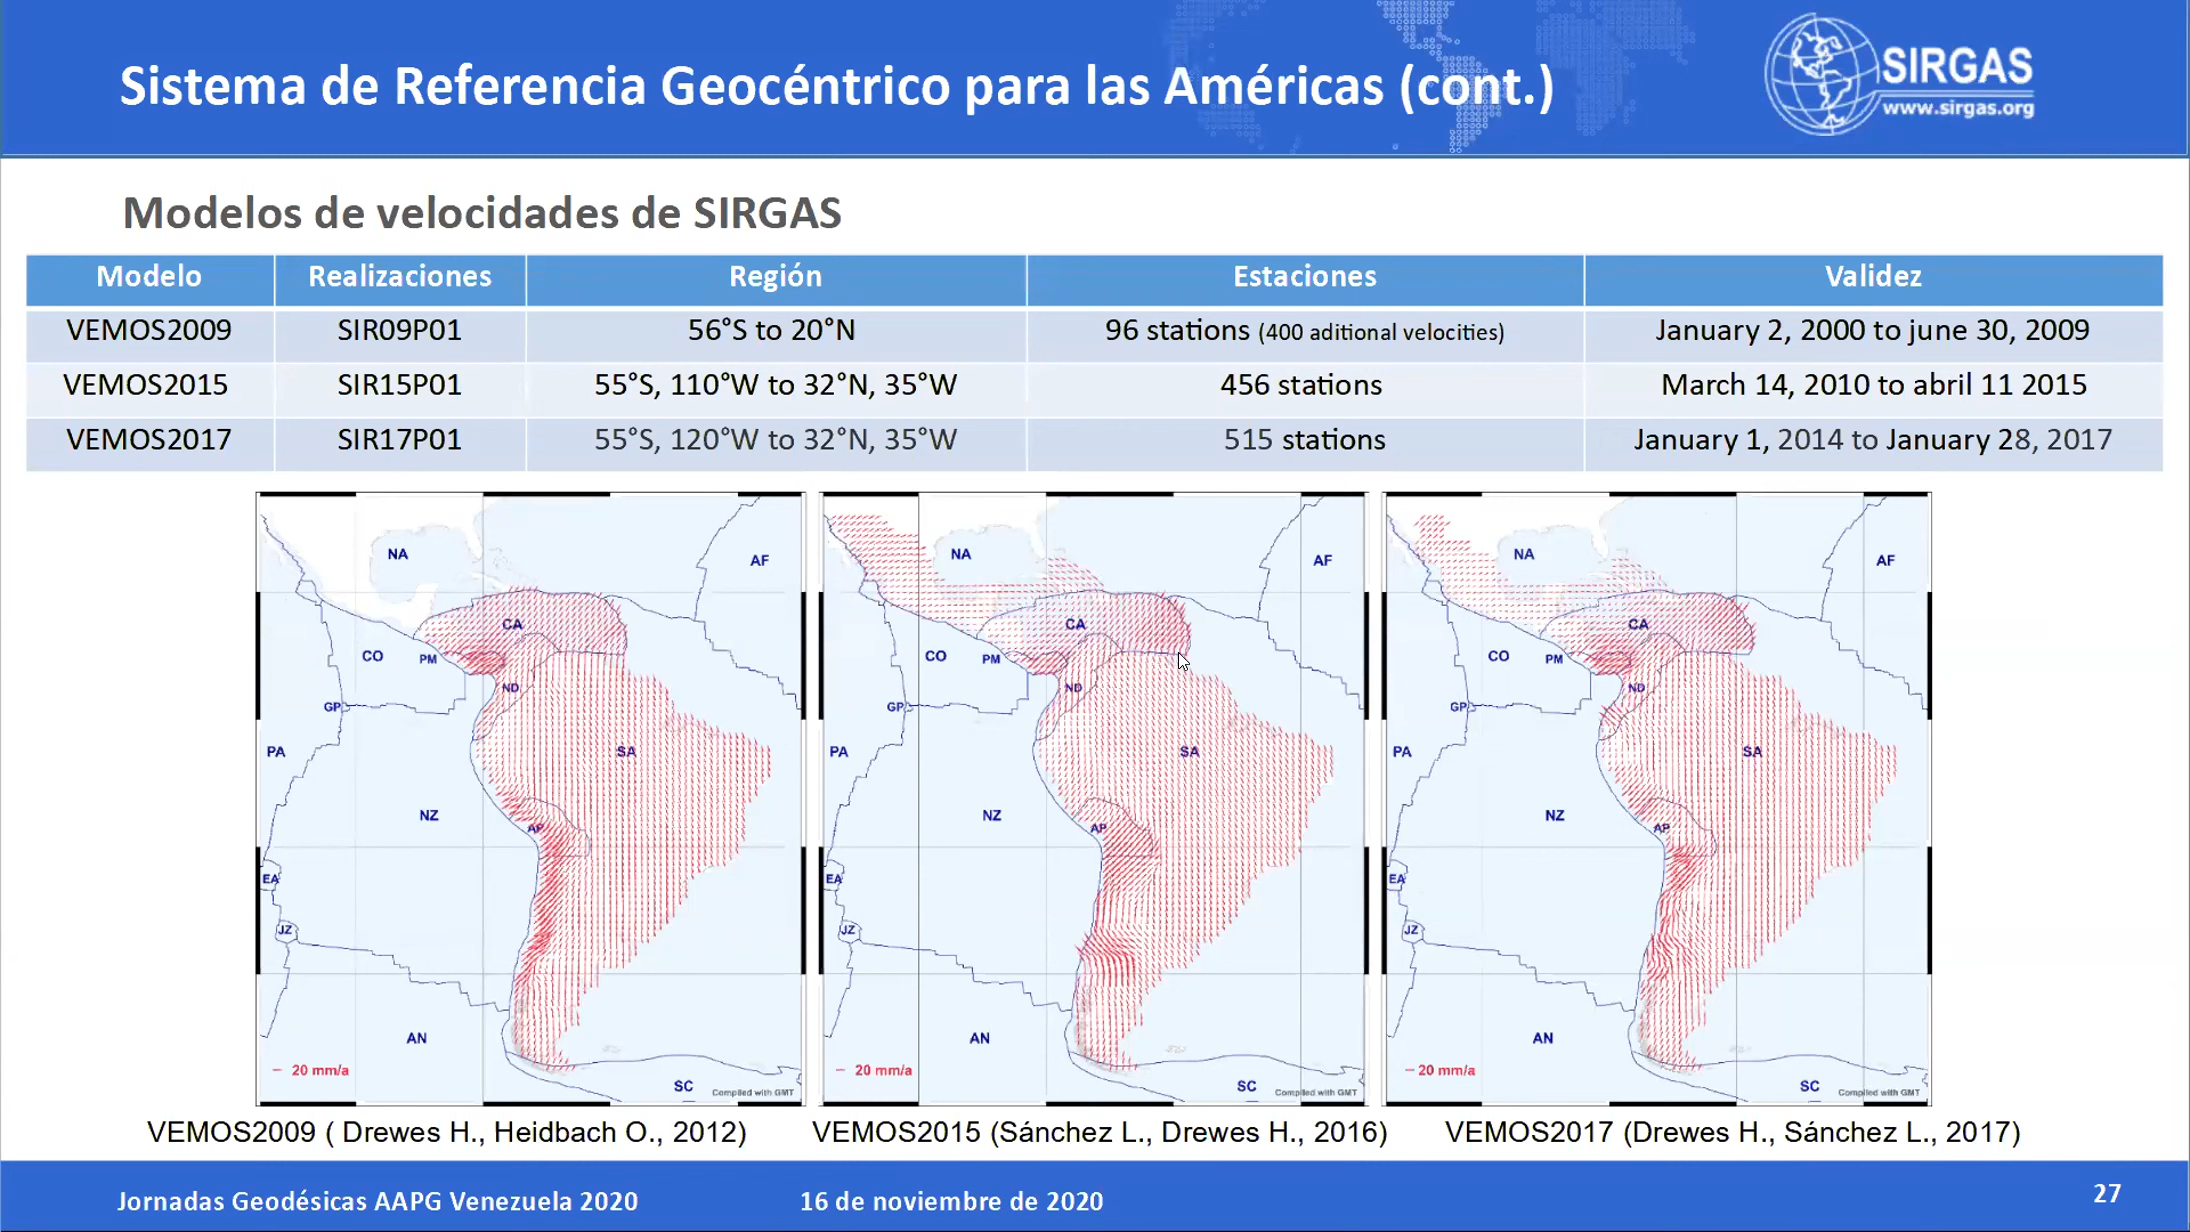 Sistema de Referencia Geocéntrico para las Américas (cont.)
SIRGAS
www.sirgas.org
Modelos de velocidades de SIRGAS
Modelo Realizaciones Región Estaciones Validez
VEMOS2009 SIR09P01 56°S to 20°N 96 stations (400 aditional velocities) January 2, 2000 to june 30, 2009
VEMOS2015 SIR15P01 55°S, 110°W to 32°N, 35°W 456 stations March 14, 2010 to abril 11 2015
VEMOS2017 SIR17P01 55°S, 120°W to 32°N, 35°W 515 stations January 1, 2014 to January 28, 2017
NA
AF
CA
CO
PM
ND
GP
PA
SA
NZ
AP
EA
JZ
AN
20 mm/a
SC
Compiled with GMT
NA
AF
CA
CO
PM
ND
GP
PA
SA
NZ
AP
EA
JZ
AN
20 mm/a
SC
Compiled with GMT
NA
AF
CA
CO
PM
ND
GP
PA
SA
NZ
AP
EA
JZ
AN
20 mm/a
SC
Compiled with GMT
VEMOS2009 ( Drewes H., Heidbach O., 2012)
VEMOS2015 (Sánchez L., Drewes H., 2016)
VEMOS2017 (Drewes H., Sánchez L., 2017)
Jornadas Geodésicas AAPG Venezuela 2020
16 de noviembre de 2020
27